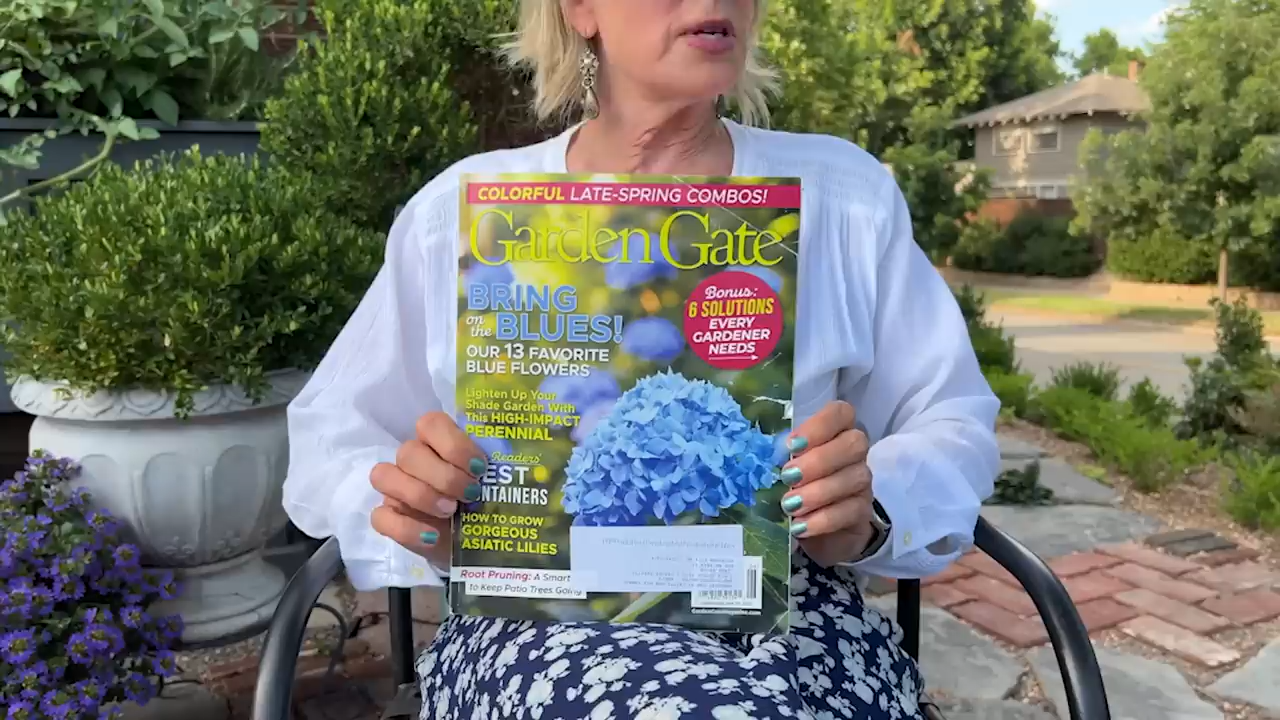 COLORFUL LATE-SPRING COMBOS!
Garden Gate
BRING
on the BLUES!
OUR 13 FAVORITE
BLUE FLOWERS
Bonus:
6 SOLUTIONS
EVERY
GARDENER
NEEDS
Lighten Up Your
Shade Garden With
This HIGH-IMPACT
PERENNIAL
Readers'
EST
NTAINERS
HOW TO GROW
GORGEOUS
ASIATIC LILIES
Root Pruning: A Smart
to Keep Patio Trees Going